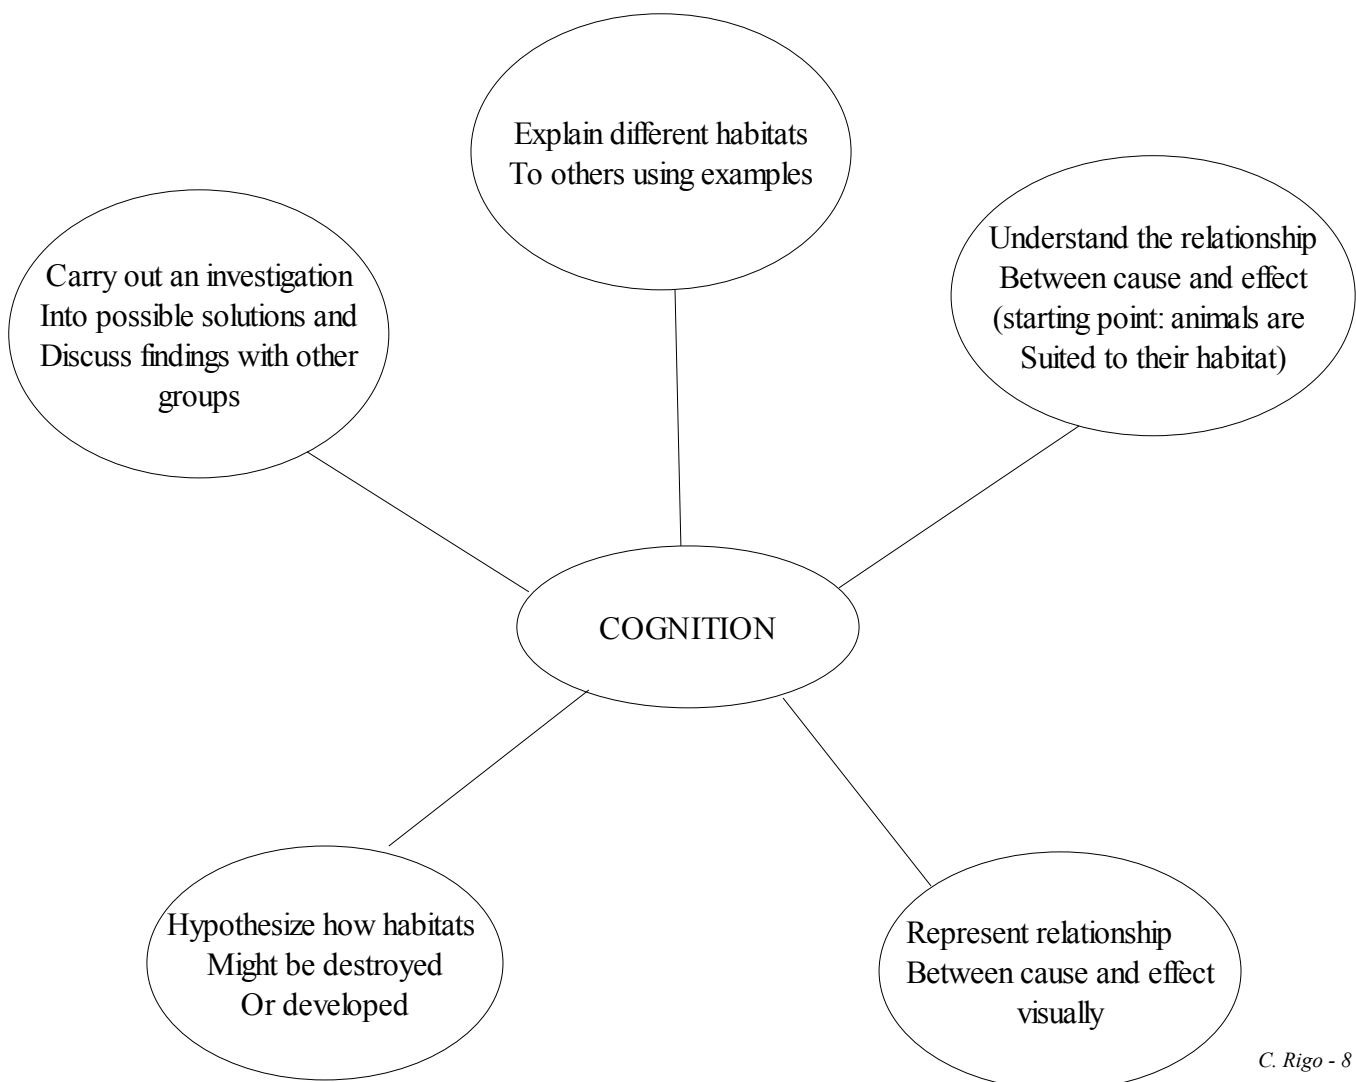 Explain different habitats
To others using examples
Understand the relationship
Between cause and effect
(starting point: animals are
Suited to their habitat)
Carry out an investigation
Into possible solutions and
Discuss findings with other
groups
COGNITION
Hypothesize how habitats
Might be destroyed
Or developed
Represent relationship
Between cause and effect
visually
C. Rigo - 8